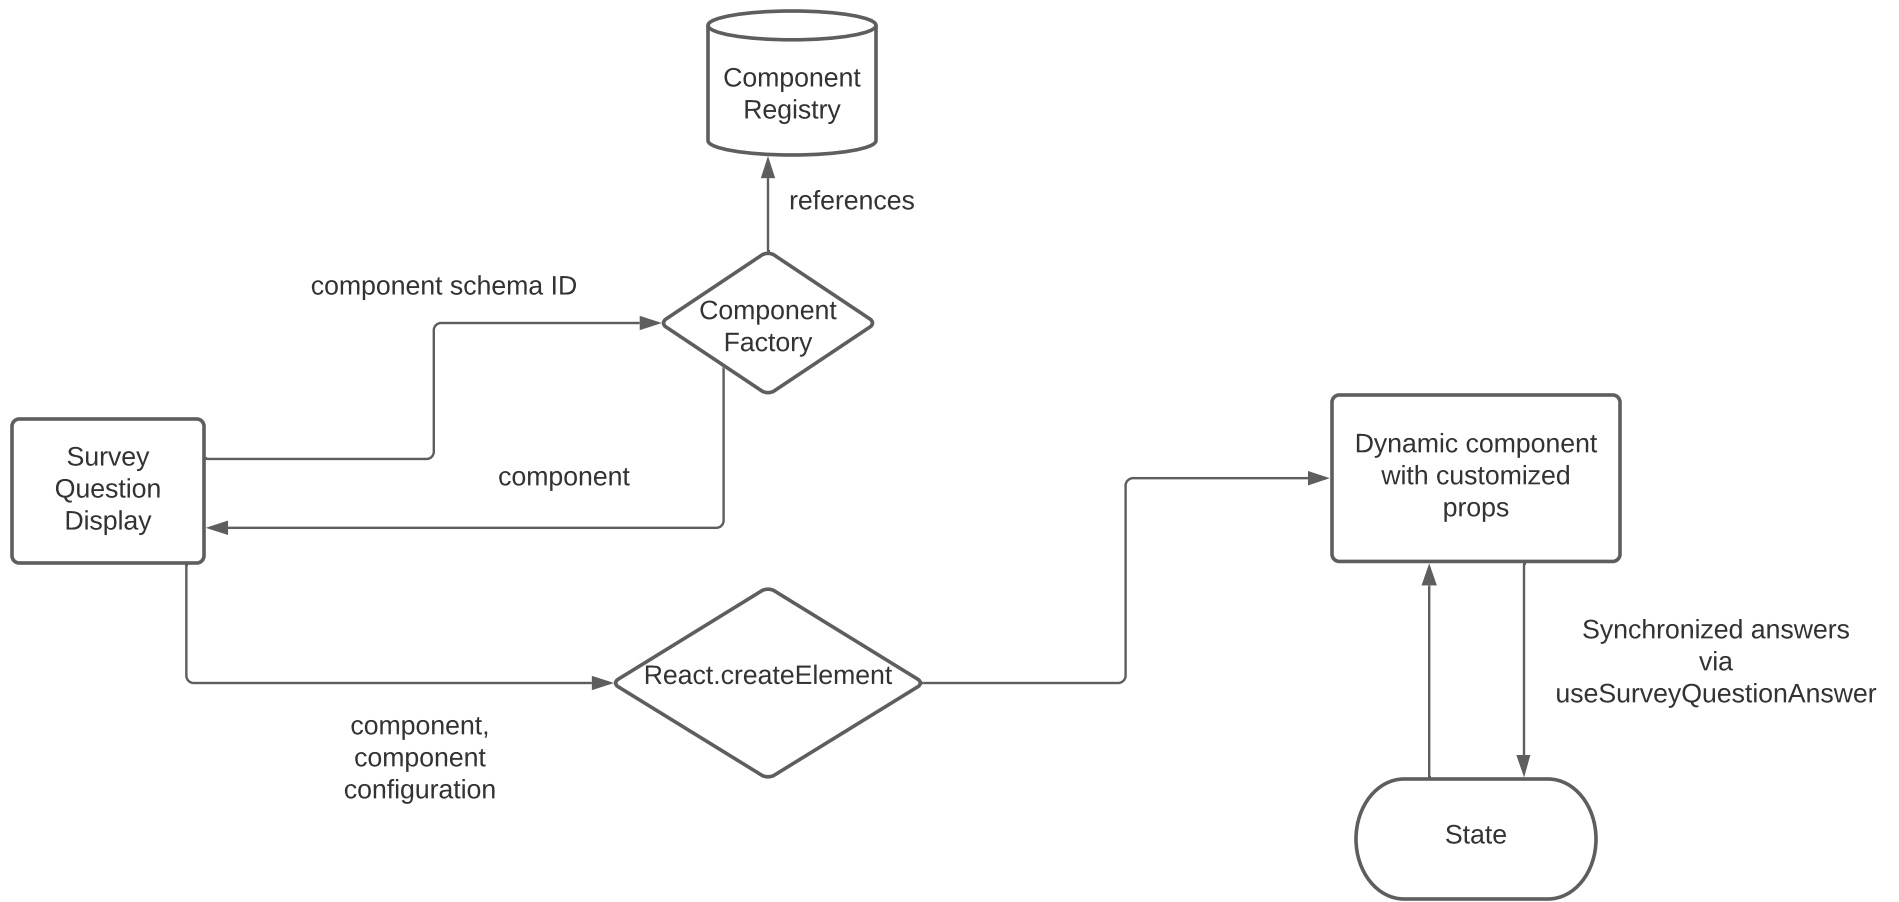 Component
Registry
references
component schema ID
Component
Factory
Survey
Question
Display
component
Dynamic component
with customized
props
React.createElement
component,
component
configuration
Synchronized answers
via
useSurveyQuestionAnswer
State